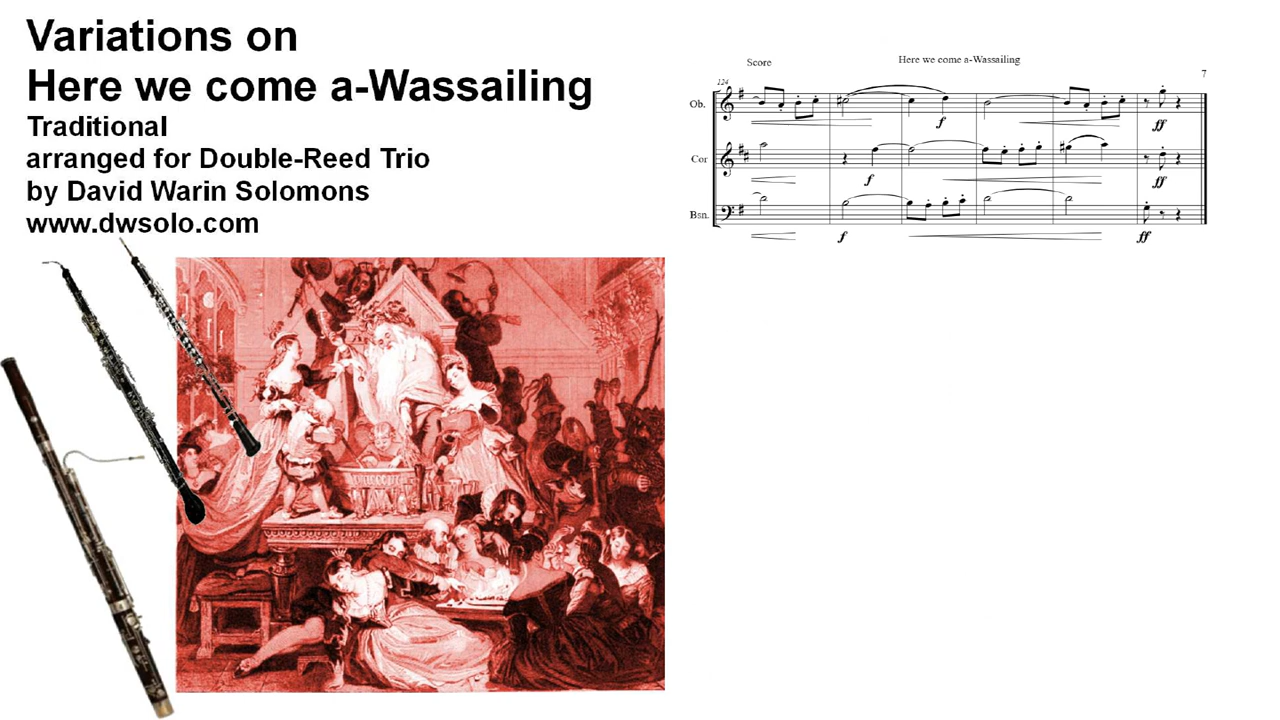 Variations on
Here we come a-Wassailing
Traditional
arranged for Double-Reed Trio
by David Warin Solomons
www.dwsolo.com
Score
Here we come a-Wassailing
7
124
Ob.
f
ff
Cor
f
ff
Bsn.
f
ff